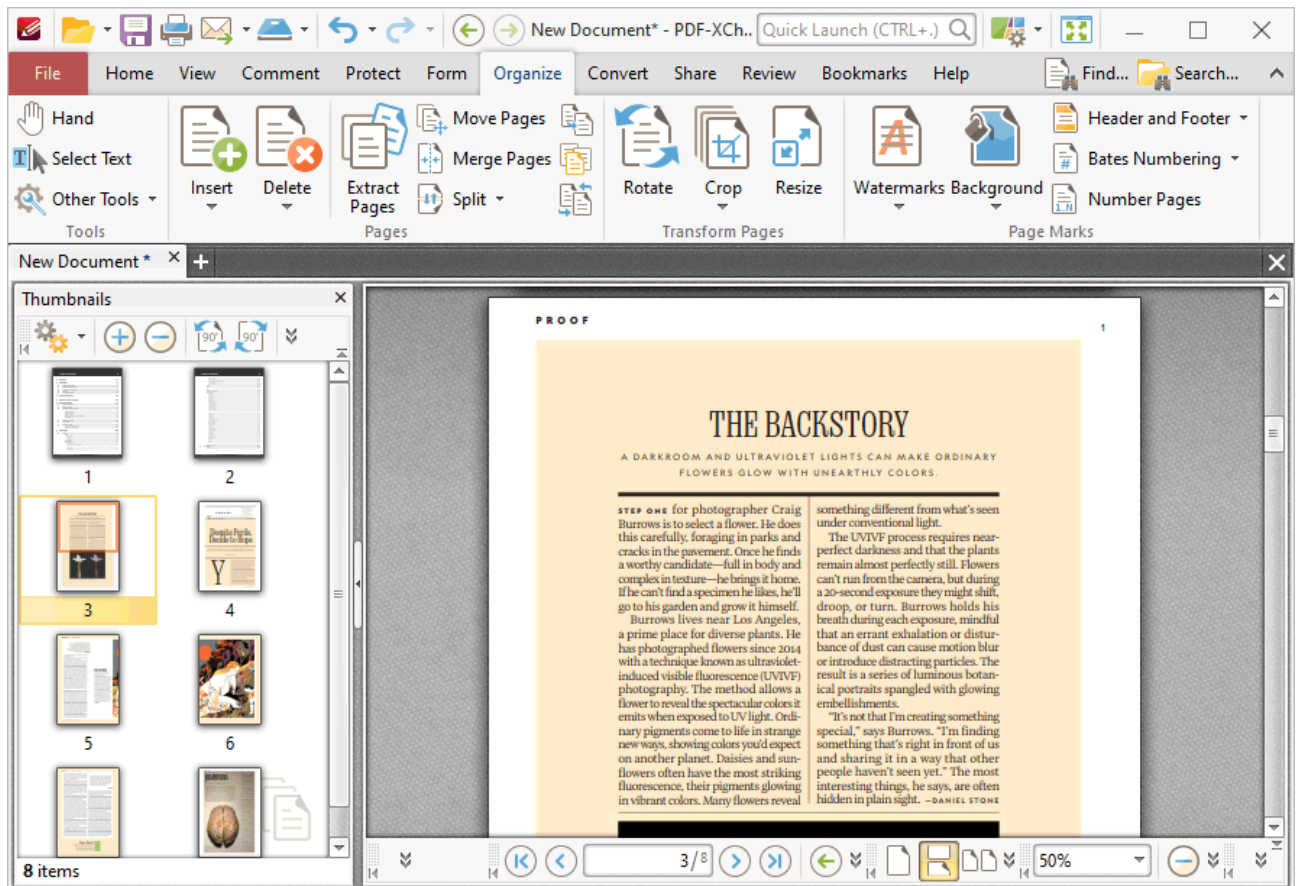 New Document* - PDF-XCh..
Quick Launch (CTRL+.)
File
Home
View
Comment
Protect
Form
Organize
Convert
Share
Review
Bookmarks
Help
Find...
Search...
Hand
Select Text
Other Tools
Tools
Insert
Delete
Extract
Pages
Move Pages
Merge Pages
Split
Pages
Rotate
Crop
Resize
Transform Pages
Watermarks
Background
Header and Footer
Bates Numbering
Number Pages
Page Marks
New Document *
Thumbnails
90°
90°
1
2
3
Despite Perils,
Decide to Hope
Y
4
5
6
8 items
PROOF
1
THE BACKSTORY
A DARKROOM AND ULTRAVIOLET LIGHTS CAN MAKE ORDINARY
FLOWERS GLOW WITH UNEARTHLY COLORS.
STEP ONE for photographer Craig
Burrows is to select a flower. He does
this carefully, foraging in parks and
cracks in the pavement. Once he finds
a worthy candidate—full in body and
complex in texture—he brings it home.
If he can't find a specimen he likes, he'll
go to his garden and grow it himself.
Burrows lives near Los Angeles,
a prime place for diverse plants. He
has photographed flowers since 2014
with a technique known as ultraviolet-
induced visible fluorescence (UVIVF)
photography. The method allows a
flower to reveal the spectacular colors it
emits when exposed to UV light. Ordi-
nary pigments come to life in strange
new ways, showing colors you'd expect
on another planet. Daisies and sun-
flowers often have the most striking
fluorescence, their pigments glowing
in vibrant colors. Many flowers reveal
something different from what's seen
under conventional light.
The UVIVF process requires near-
perfect darkness and that the plants
remain almost perfectly still. Flowers
can't run from the camera, but during
a 20-second exposure they might shift,
droop, or turn. Burrows holds his
breath during each exposure, mindful
that an errant exhalation or distur-
bance of dust can cause motion blur
or introduce distracting particles. The
result is a series of luminous botan-
ical portraits spangled with glowing
embellishments.
"It's not that I'm creating something
special," says Burrows. "I'm finding
something that's right in front of us
and sharing it in a way that other
people haven't seen yet." The most
interesting things, he says, are often
hidden in plain sight. —DANIEL STONE
3/8
50%